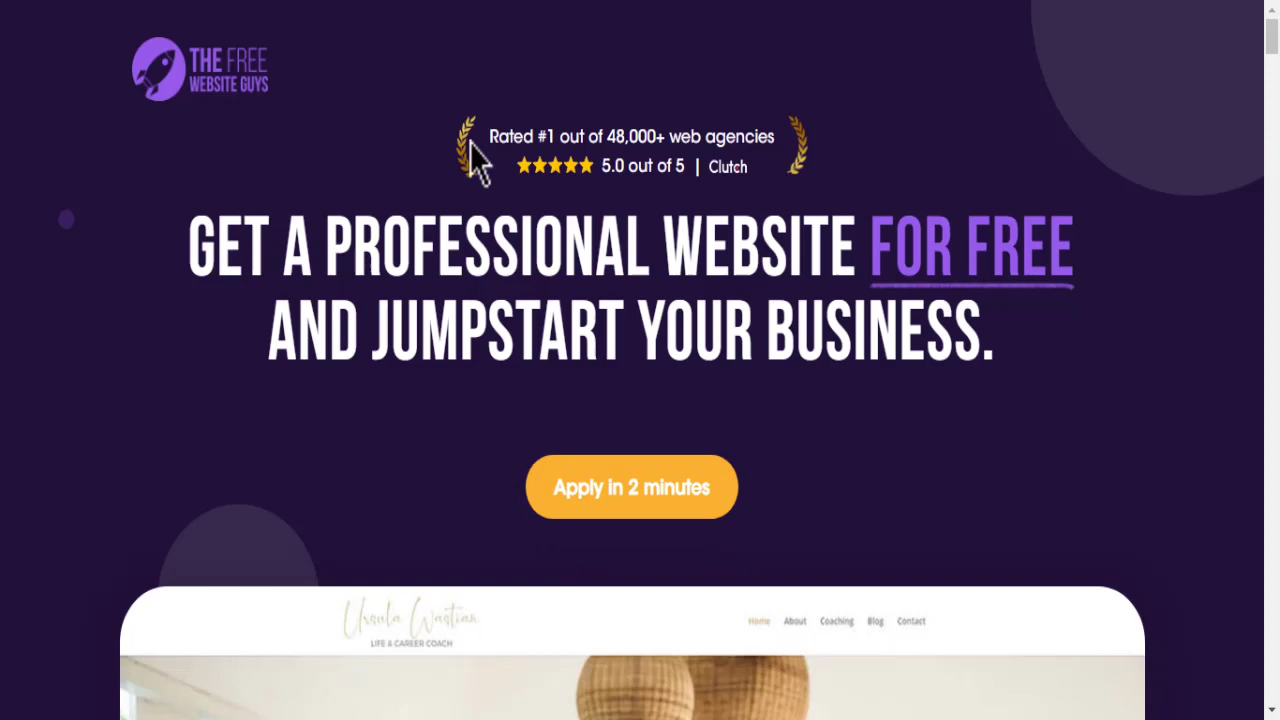 THE FREE
WEBSITE GUYS
Rated #1 out of 48,000+ web agencies
5.0 out of 5 | Clutch
GET A PROFESSIONAL WEBSITE FOR FREE
AND JUMPSTART YOUR BUSINESS.
Apply in 2 minutes
Ursula Wastian
LIFE & CAREER COACH
Home About Coaching Blog Contact